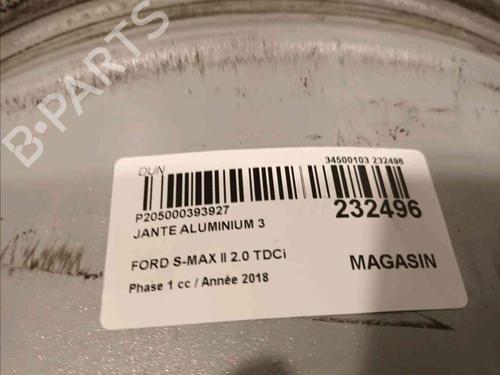 B-PARTS
DUN
34500103 232496
P205000393927
232496
JANTE ALUMINIUM 3
FORD S-MAX II 2.0 TDCi
MAGASIN
Phase 1 cc / Année 2018